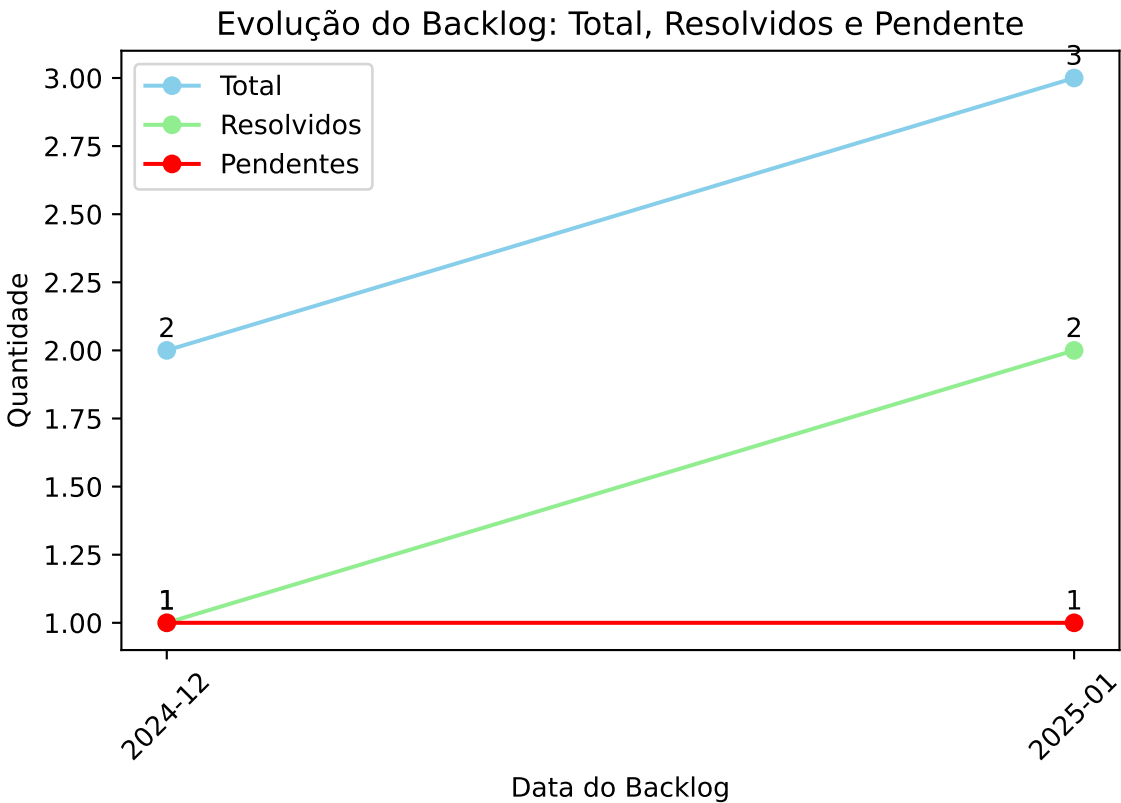 Evolução do Backlog: Total, Resolvidos e Pendente
Total
Resolvidos
Pendentes
Quantidade
3.00
2.75
2.50
2.25
2.00
1.75
1.50
1.25
1.00
3
2
2
1
1
2024-12
2025-01
Data do Backlog